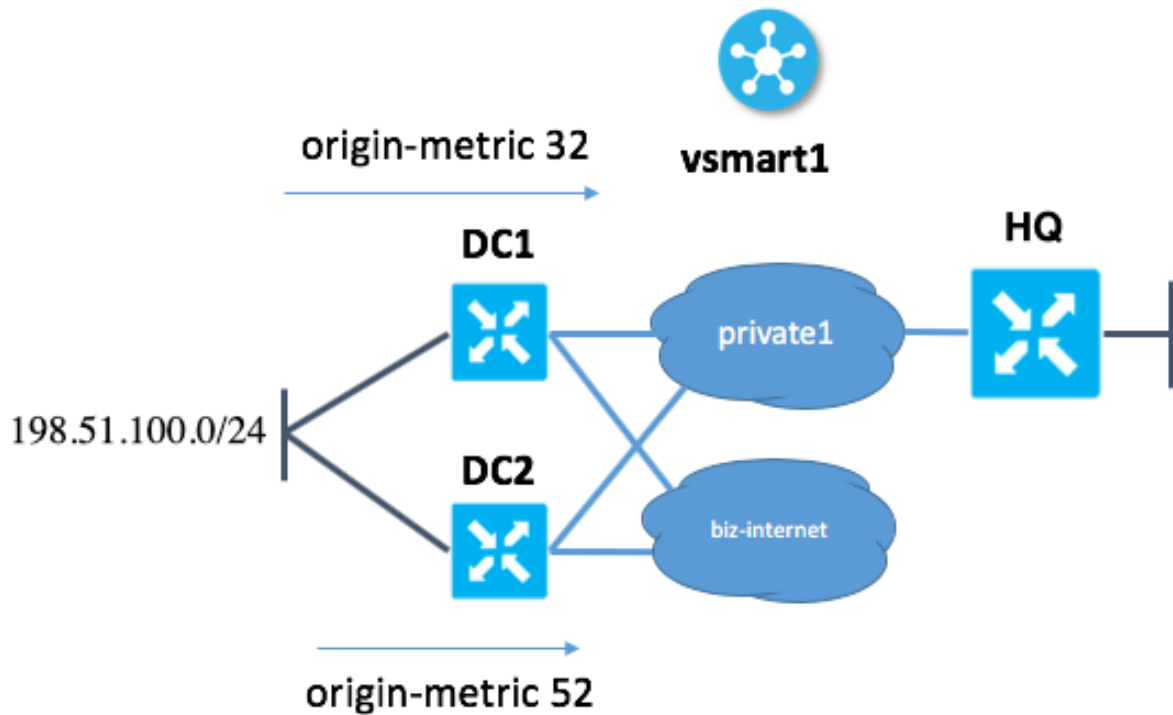 vsmart1
origin-metric 32
DC1
HQ
private1
198.51.100.0/24
DC2
biz-internet
origin-metric 52